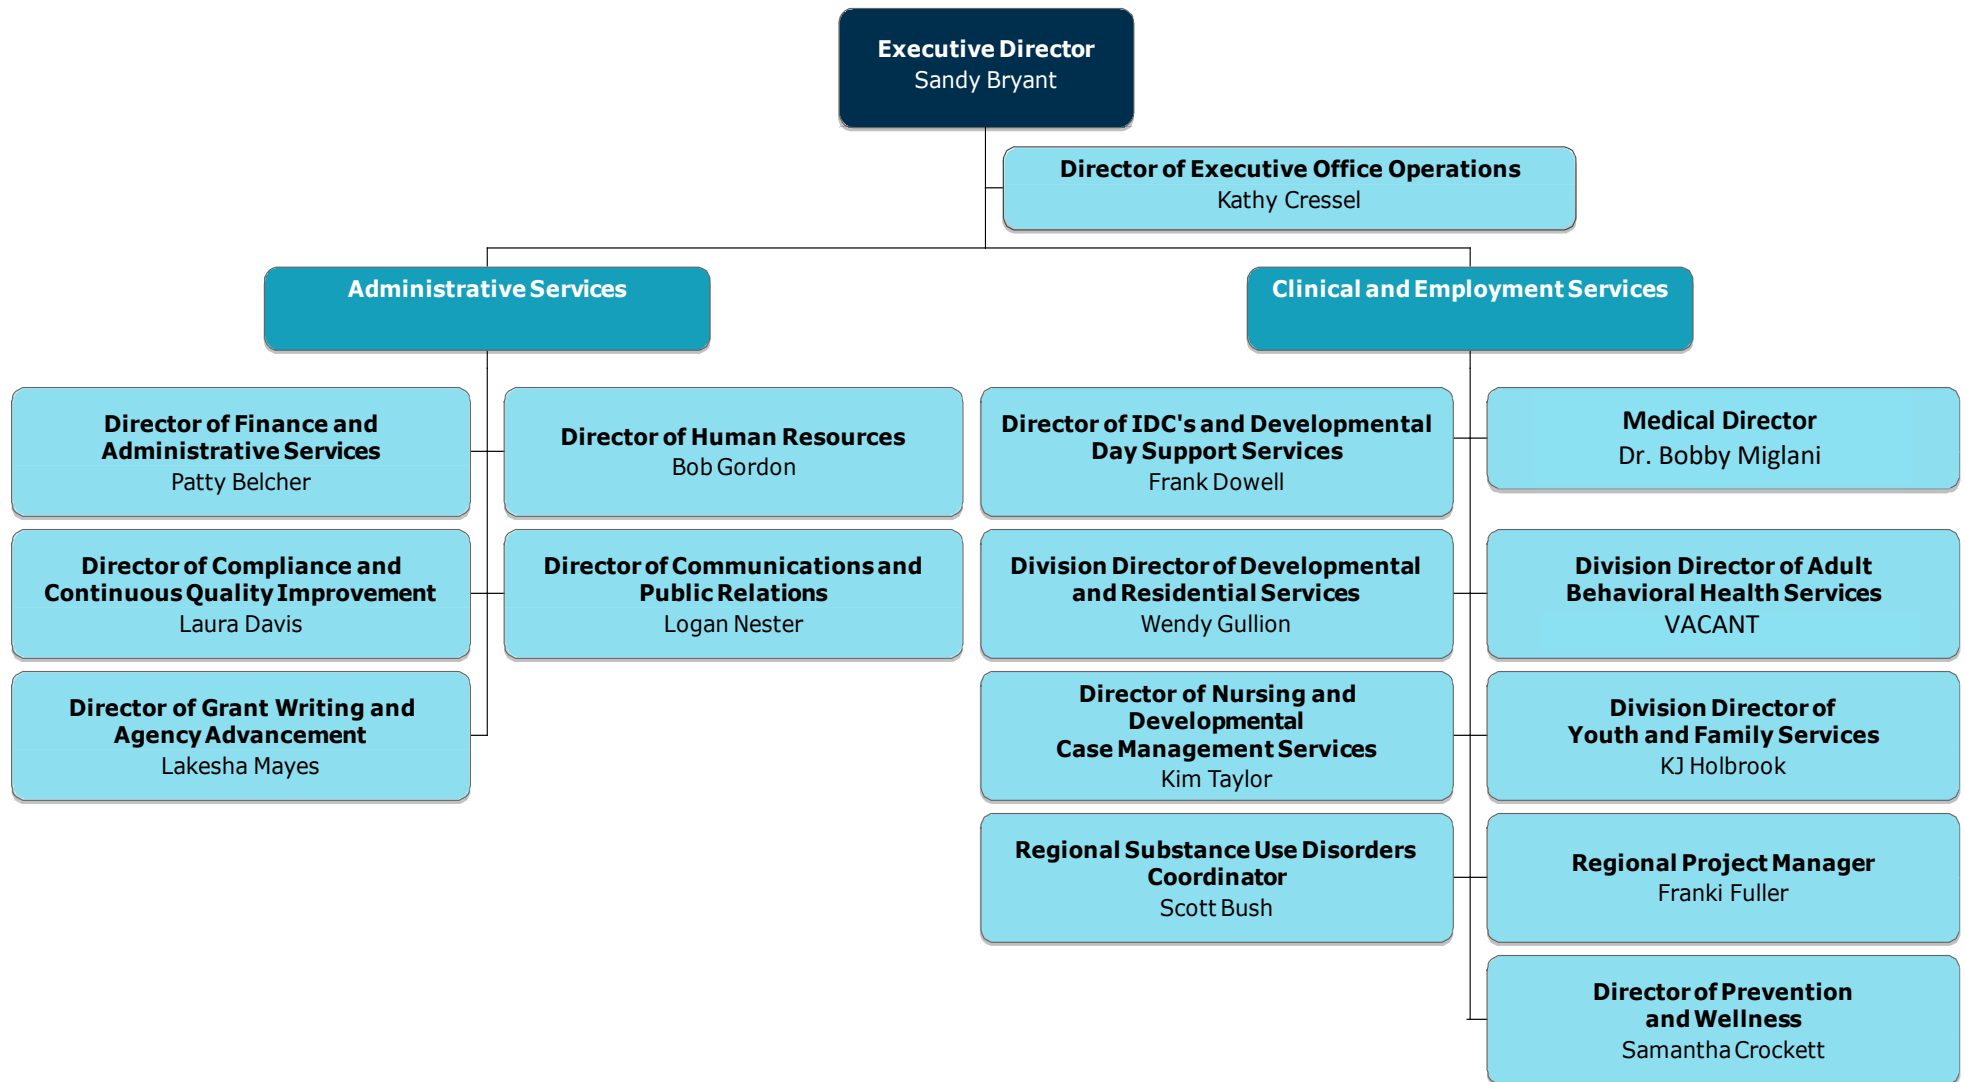 Executive Director
Sandy Bryant
Director of Executive Office Operations
Kathy Cressel
Administrative Services
Clinical and Employment Services
Director of Finance and
Administrative Services
Patty Belcher
Director of Human Resources
Bob Gordon
Director of IDC's and Developmental
Day Support Services
Frank Dowell
Medical Director
Dr. Bobby Miglani
Director of Compliance and
Continuous Quality Improvement
Laura Davis
Director of Communications and
Public Relations
Logan Nester
Division Director of Developmental
and Residential Services
Wendy Gullion
Division Director of Adult
Behavioral Health Services
VACANT
Director of Grant Writing and
Agency Advancement
Lakesha Mayes
Director of Nursing and
Developmental
Case Management Services
Kim Taylor
Division Director of
Youth and Family Services
KJ Holbrook
Regional Substance Use Disorders
Coordinator
Scott Bush
Regional Project Manager
Franki Fuller
Director of Prevention
and Wellness
Samantha Crockett